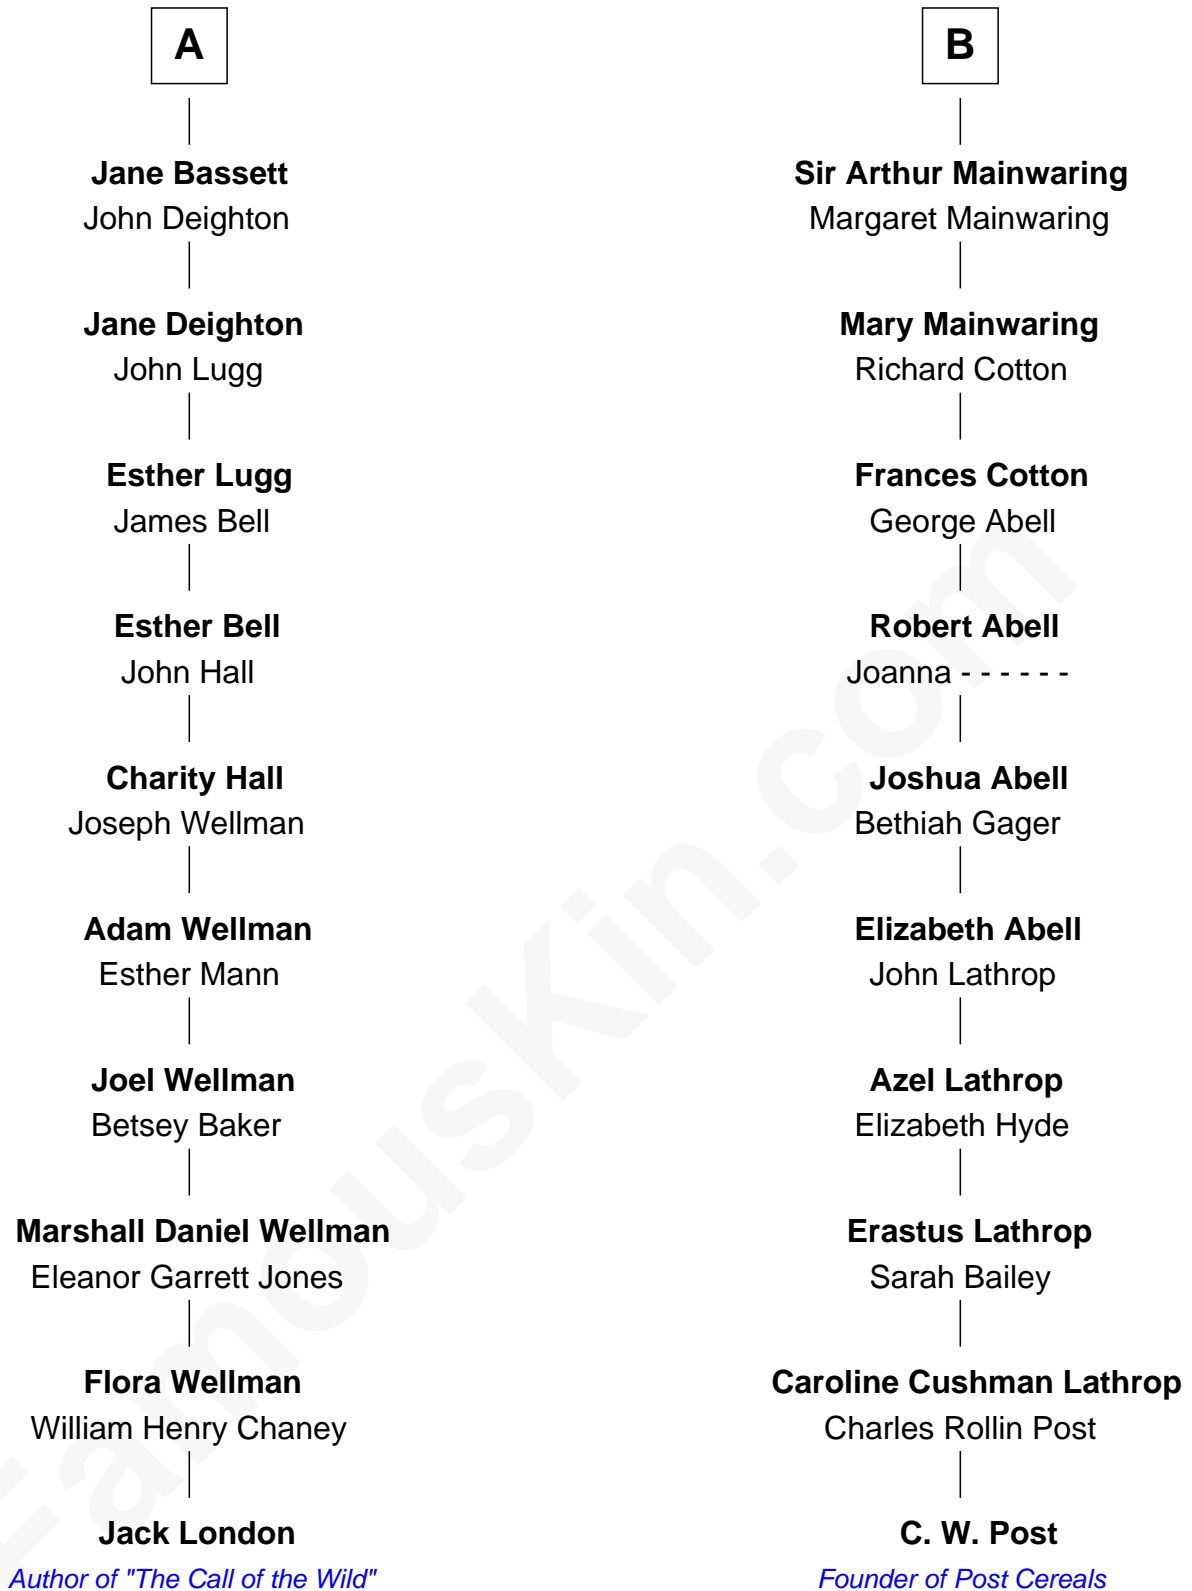 A
Jane Bassett
John Deighton
Jane Deighton
John Lugg
Esther Lugg
James Bell
Esther Bell
John Hall
Charity Hall
Joseph Wellman
Adam Wellman
Esther Mann
Joel Wellman
Betsey Baker
Marshall Daniel Wellman
Eleanor Garrett Jones
Flora Wellman
William Henry Chaney
Jack London
Author of "The Call of the Wild"
B
Sir Arthur Mainwaring
Margaret Mainwaring
Mary Mainwaring
Richard Cotton
Frances Cotton
George Abell
Robert Abell
Joanna - - - - - -
Joshua Abell
Bethiah Gager
Elizabeth Abell
John Lathrop
Azel Lathrop
Elizabeth Hyde
Erastus Lathrop
Sarah Bailey
Caroline Cushman Lathrop
Charles Rollin Post
C. W. Post
Founder of Post Cereals
FamousKin.com